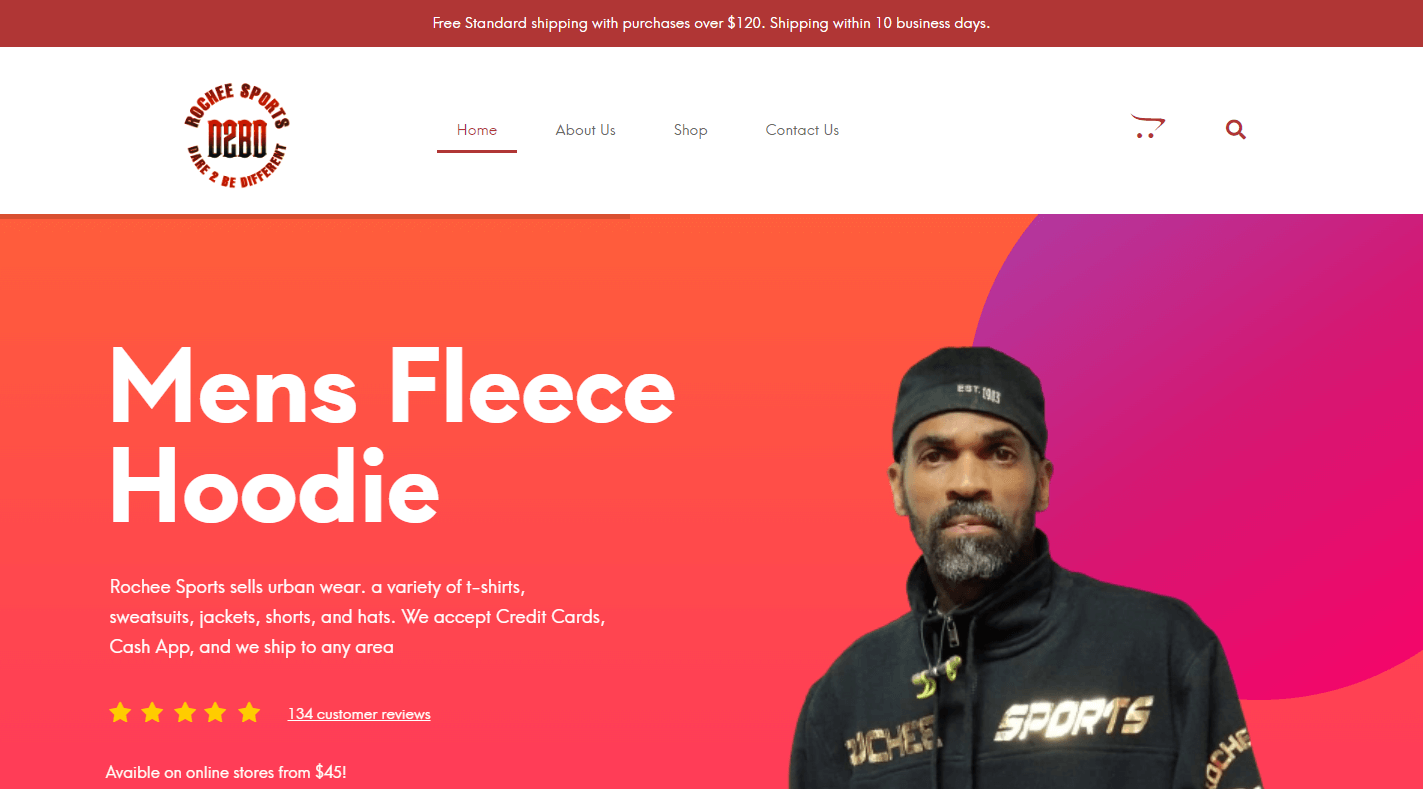 Free Standard shipping with purchases over $120. Shipping within 10 business days.
ROCHEE SPORTS
D2BD
DARE 2 BE DIFFERENT
Home
About Us
Shop
Contact Us
Mens Fleece
Hoodie
Rochee Sports sells urban wear. a variety of t-shirts,
sweatsuits, jackets, shorts, and hats. We accept Credit Cards,
Cash App, and we ship to any area
134 customer reviews
Avaible on online stores from $45!
EST. 1983
ROCHEE SPORTS
ROCHE